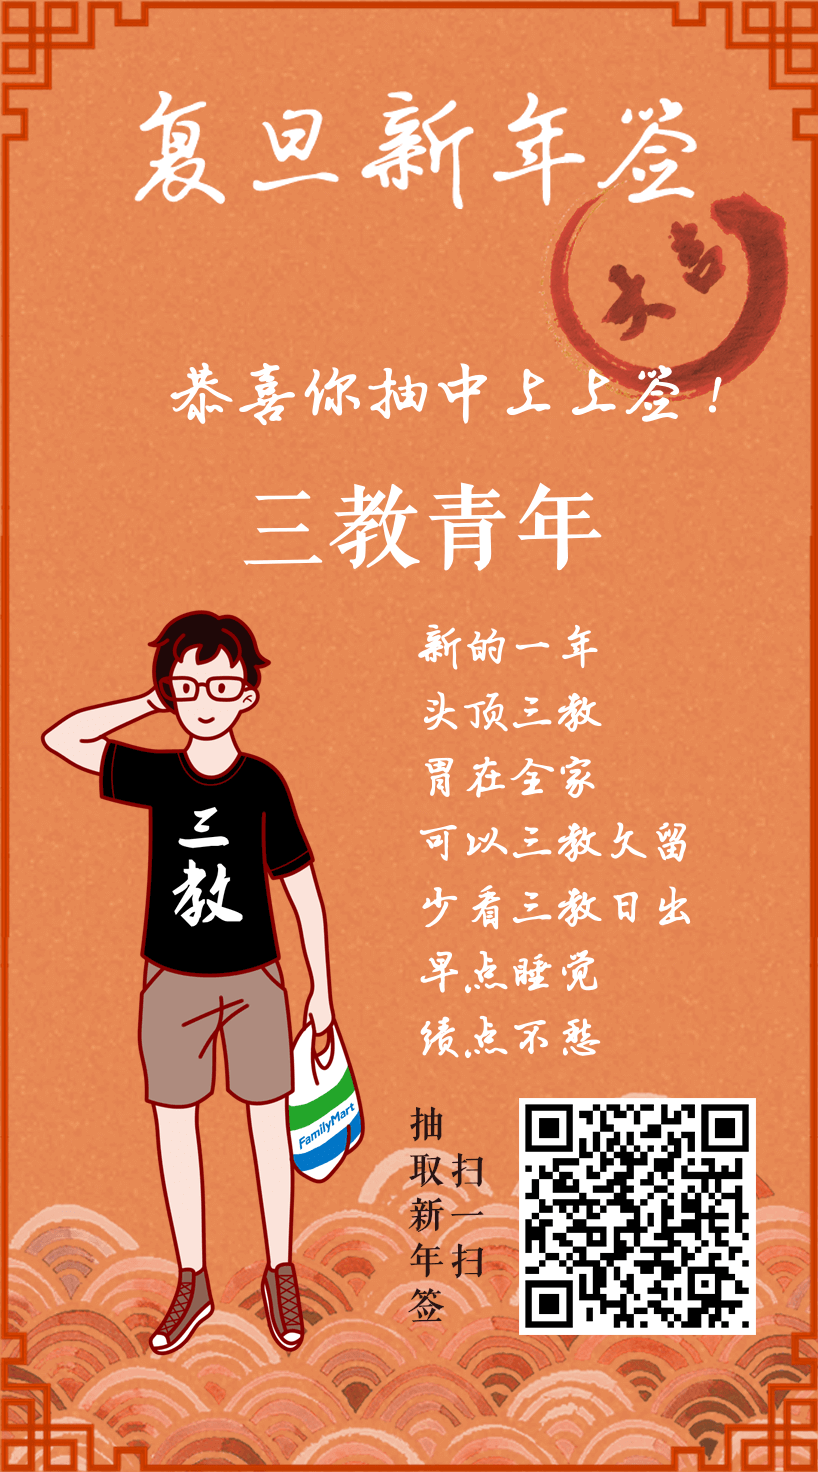 复旦新年签
大吉
恭喜你抽中上上签！
三教青年
新的一年
头顶三教
胃在全家
可以三教久留
少看三教日出
早点睡觉
绩点不愁
三
教
FamilyMart
扫一扫
抽取新年签